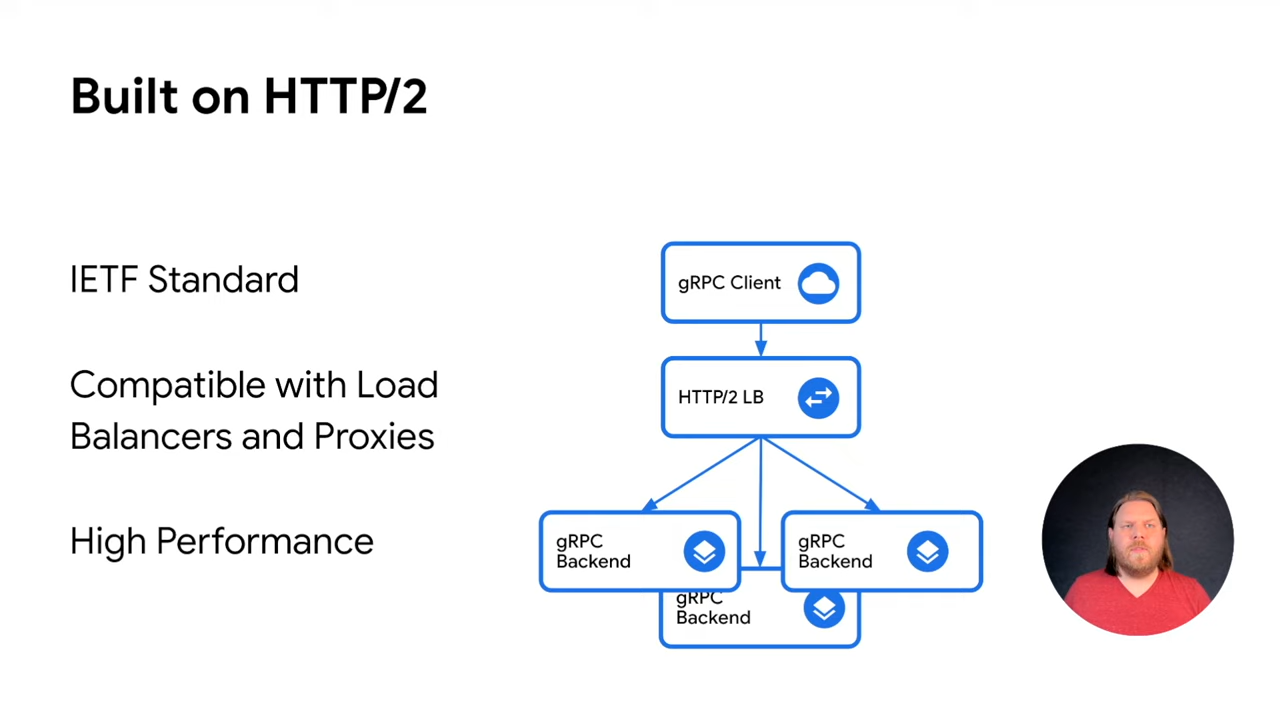 Built on HTTP/2
IETF Standard
Compatible with Load
Balancers and Proxies
High Performance
gRPC Client
HTTP/2 LB
gRPC
Backend
gRPC
Backend
gRPC
Backend